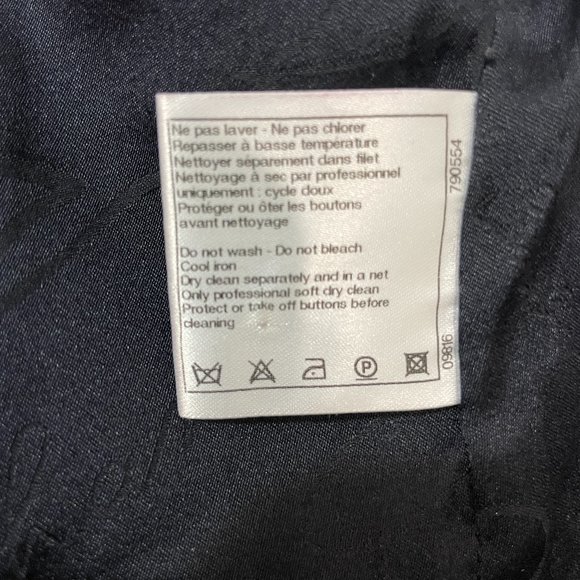 Ne pas laver - Ne pas chlorer
Repasser à basse température
Nettoyer séparement dans filet
Nettoyage à sec par professionnel
uniquement : cycle doux
Protéger ou ôter les boutons
avant nettoyage
Do not wash - Do not bleach
Cool iron
Dry clean separately and in a net
Only professional soft dry clean
Protect or take off buttons before
cleaning
P
790554
09816